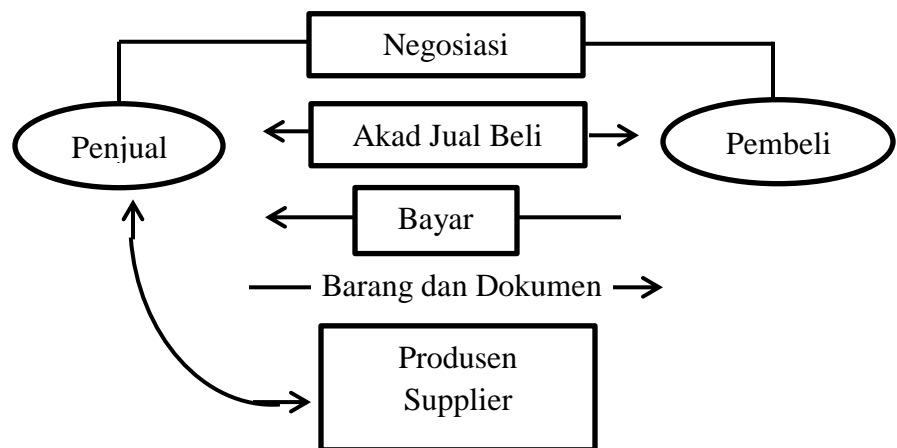 Negosiasi
Penjual
Akad Jual Beli
Pembeli
Bayar
Barang dan Dokumen
Produsen
Supplier